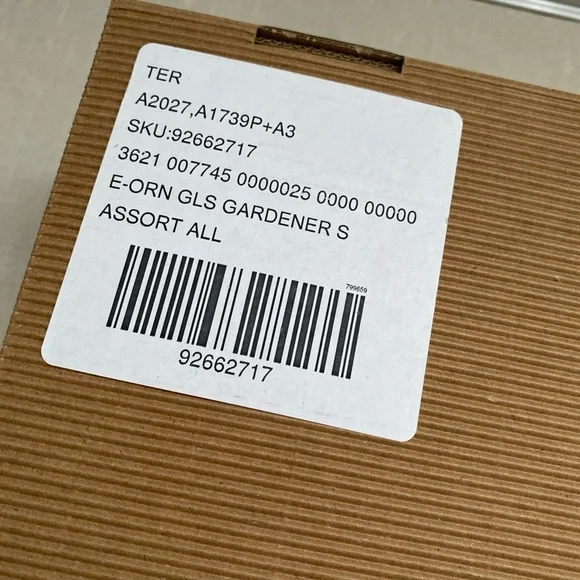 TER
A2027,A1739P+A3
SKU:92662717
3621 007745 0000025 0000 00000
E-ORN GLS GARDENER S
ASSORT ALL
799659
92662717